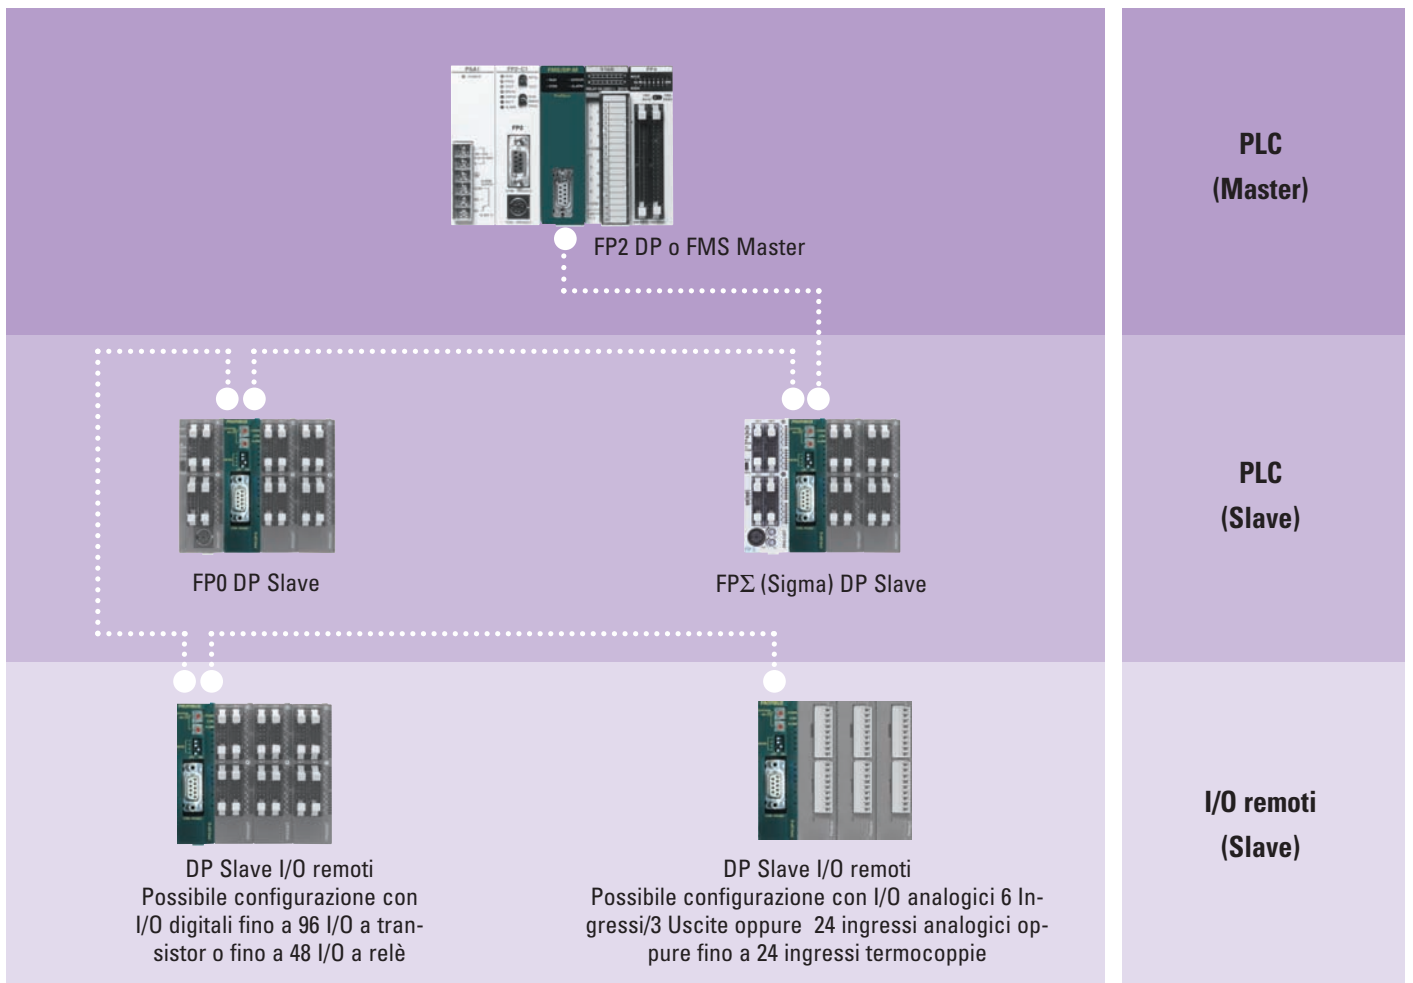 FP2
FP2 DP o FMS Master
PLC
(Master)
FP0 DP Slave
FPΣ (Sigma) DP Slave
PLC
(Slave)
DP Slave I/O remoti
Possibile configurazione con
I/O digitali fino a 96 I/O a tran-
sistor o fino a 48 I/O a relè
DP Slave I/O remoti
Possibile configurazione con I/O analogici 6 In-
gressi/3 Uscite oppure 24 ingressi analogici op-
pure fino a 24 ingressi termocoppie
I/O remoti
(Slave)